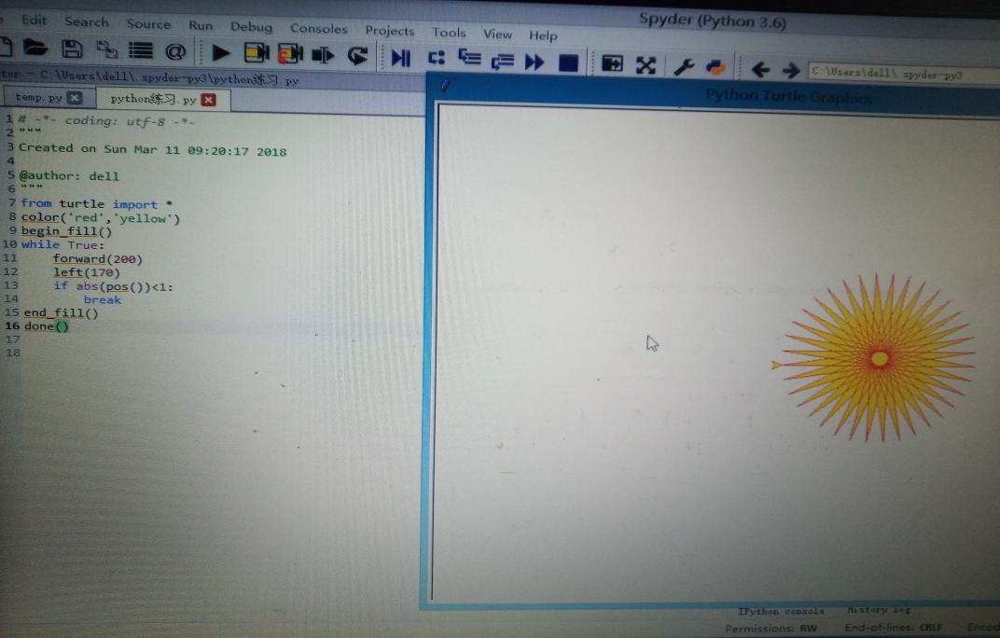 Spyder (Python 3.6)
Edit Search Source Run Debug Consoles Projects Tools View Help
C:\Users\dell\.spyder-py3
C:\Users\dell\.spyder-py3\python练习.py
temp.py
python练习.py
Python Turtle Graphics
1 # -*- coding: utf-8 -*-
2 """
3 Created on Sun Mar 11 09:20:17 2018
4
5 @author: dell
6 """
7 from turtle import *
8 color('red','yellow')
9 begin_fill()
10 while True:
11 forward(200)
12 left(170)
13 if abs(pos())<1:
14 break
15 end_fill()
16 done()
17
18
IPython console History log
Permissions: RW End-of-lines: CRLF